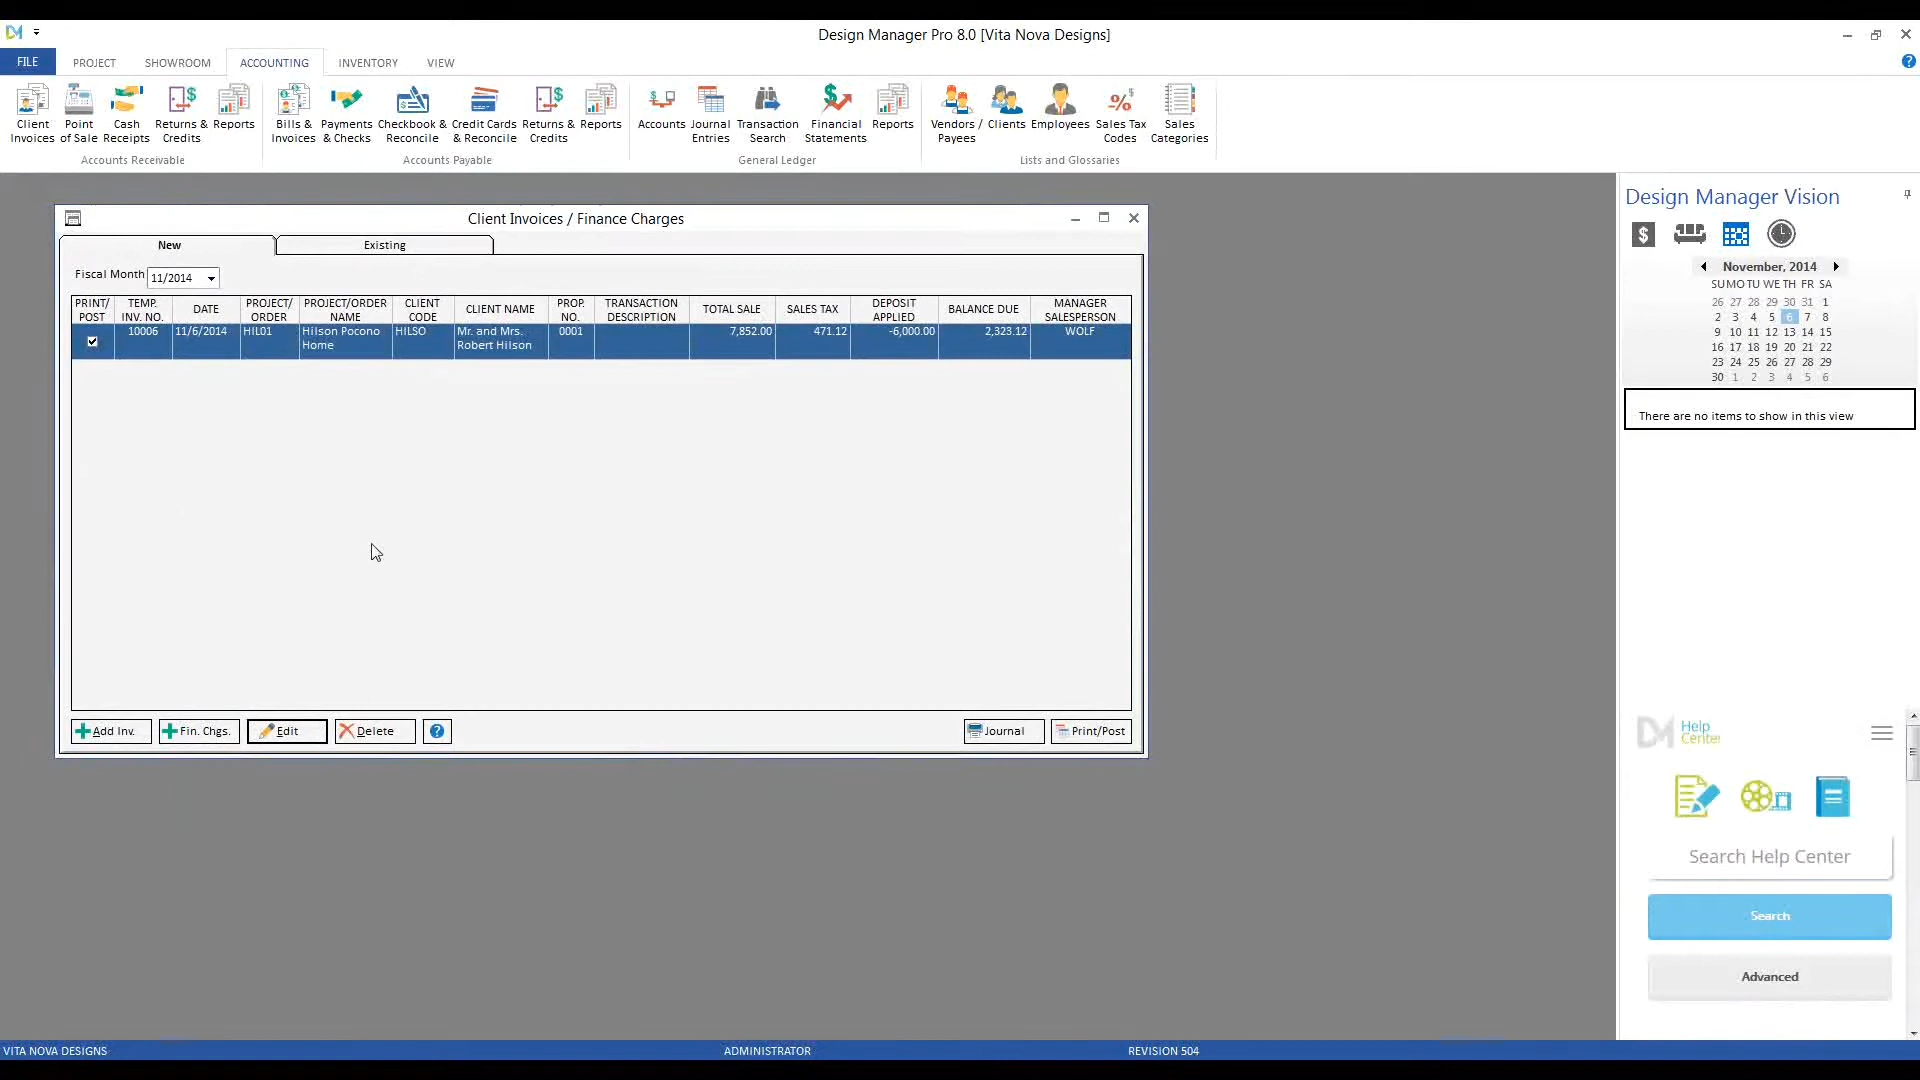 Design Manager Pro 8.0 [Vita Nova Designs]
FILE PROJECT SHOWROOM ACCOUNTING INVENTORY VIEW
Client Invoices
Point of Sale
Cash Receipts
Returns & Credits
Reports
Accounts Receivable
Bills & Invoices
Payments & Checks
Checkbook & Reconcile
Credit Cards & Reconcile
Returns & Credits
Reports
Accounts Payable
Accounts
Journal Entries
Transaction Search
Financial Statements
Reports
General Ledger
Vendors / Payees
Clients
Employees
Sales Tax Codes
Sales Categories
Lists and Glossaries
Client Invoices / Finance Charges
New Existing
Fiscal Month 11/2014
PRINT/ POST
TEMP. INV. NO.
DATE
PROJECT/ ORDER
PROJECT/ORDER NAME
CLIENT CODE
CLIENT NAME
PROP. NO.
TRANSACTION DESCRIPTION
TOTAL SALE
SALES TAX
DEPOSIT APPLIED
BALANCE DUE
MANAGER SALESPERSON
10006 11/6/2014 HIL01 Hilson Pocono Home HILSO Mr. and Mrs. Robert Hilson 0001 7,852.00 471.12 -6,000.00 2,323.12 WOLF
Add Inv. Fin. Chgs. Edit Delete ? Journal Print/Post
Design Manager Vision
November, 2014
SU MO TU WE TH FR SA
26 27 28 29 30 31 1
2 3 4 5 6 7 8
9 10 11 12 13 14 15
16 17 18 19 20 21 22
23 24 25 26 27 28 29
30 1 2 3 4 5 6
There are no items to show in this view
DM Help Center
Search Help Center
Search
Advanced
VITA NOVA DESIGNS ADMINISTRATOR REVISION 504